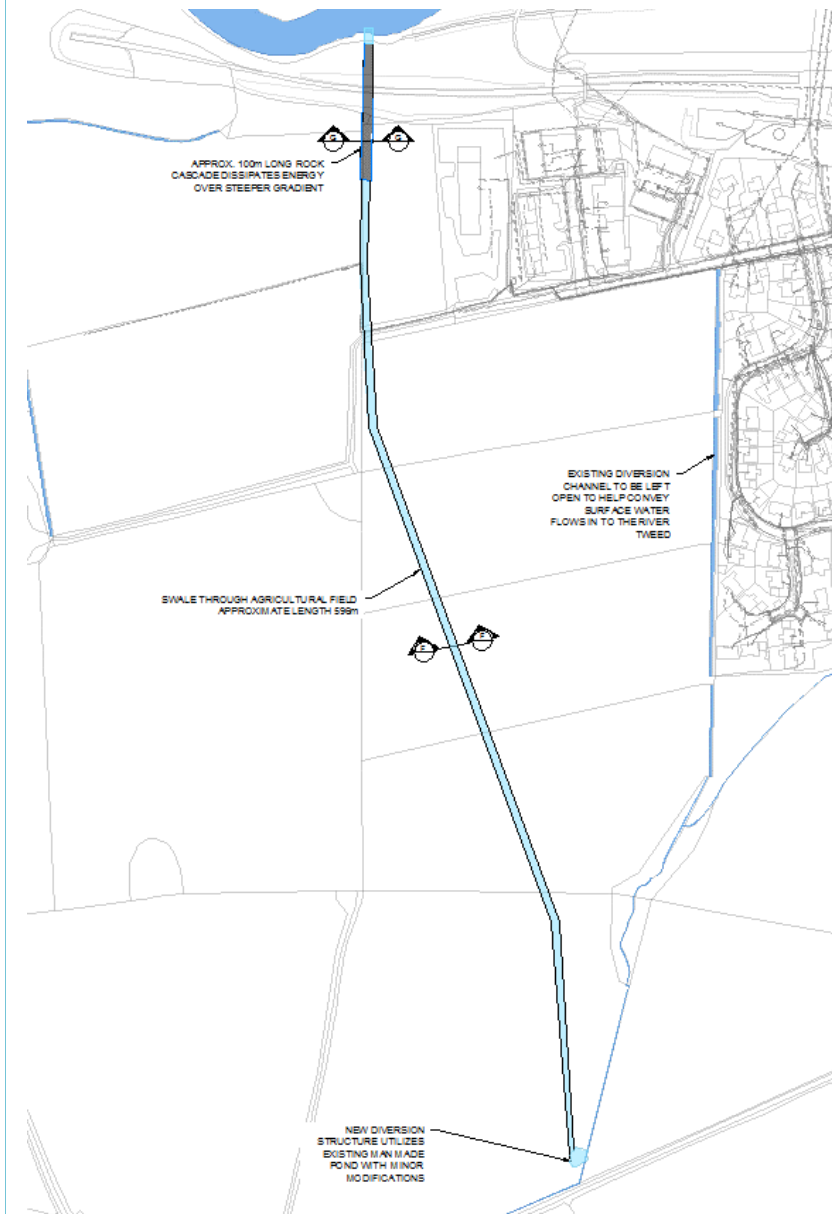 G G
APPROX. 100m LONG ROCK
CASCADE DISSIPATES ENERGY
OVER STEEPER GRADIENT
EXISTING DIVERSION
CHANNEL TO BE LEFT
OPEN TO HELP CONVEY
SURFACE WATER
FLOWS IN TO THE RIVER
TWEED
SWALE THROUGH AGRICULTURAL FIELD
APPROXIMATE LENGTH 596m
F F
NEW DIVERSION
STRUCTURE UTILIZES
EXISTING MAN MADE
POND WITH MINOR
MODIFICATIONS